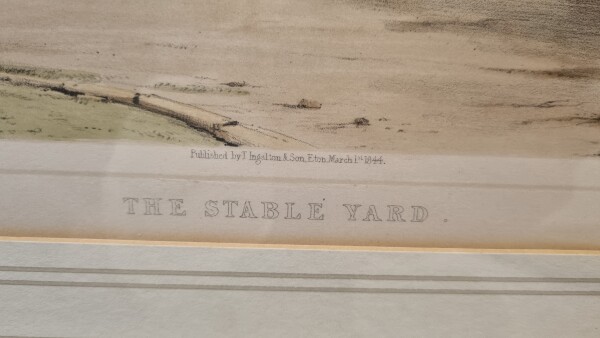 Published by T. Ingalton & Son, Eton, March 1st 1844.
THE STABLE YARD.